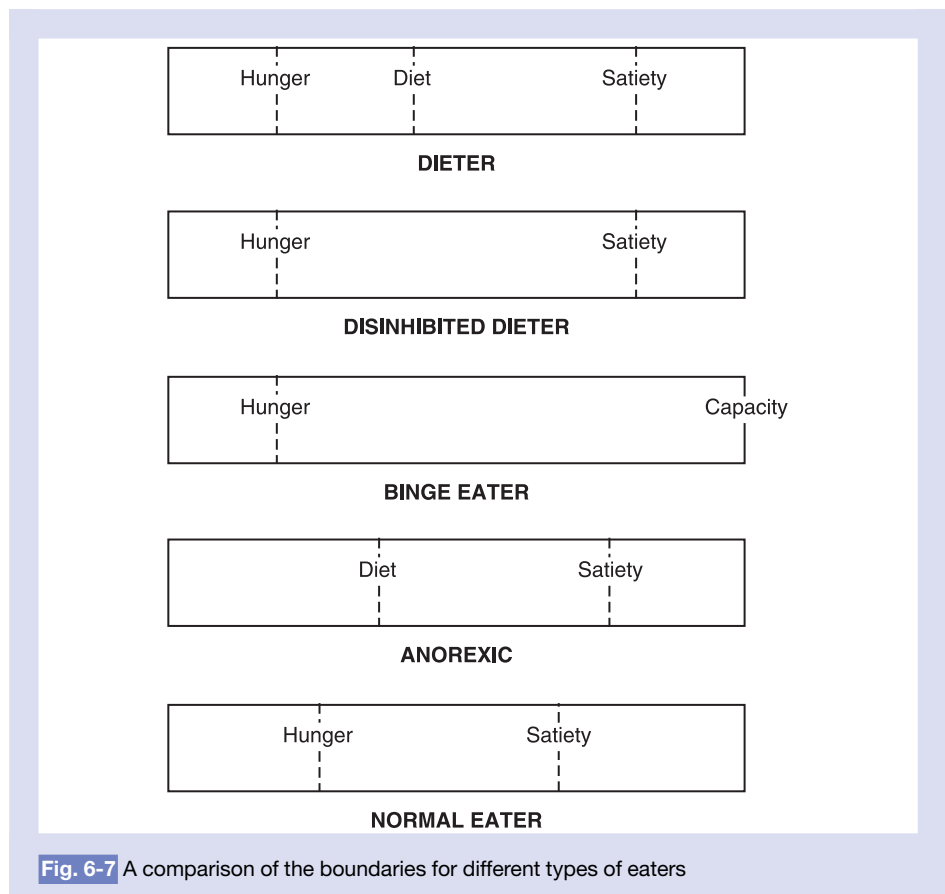 Hunger Diet Satiety
DIETER
Hunger Satiety
DISINHIBITED DIETER
Hunger Capacity
BINGE EATER
Diet Satiety
ANOREXIC
Hunger Satiety
NORMAL EATER
Fig. 6-7 A comparison of the boundaries for different types of eaters